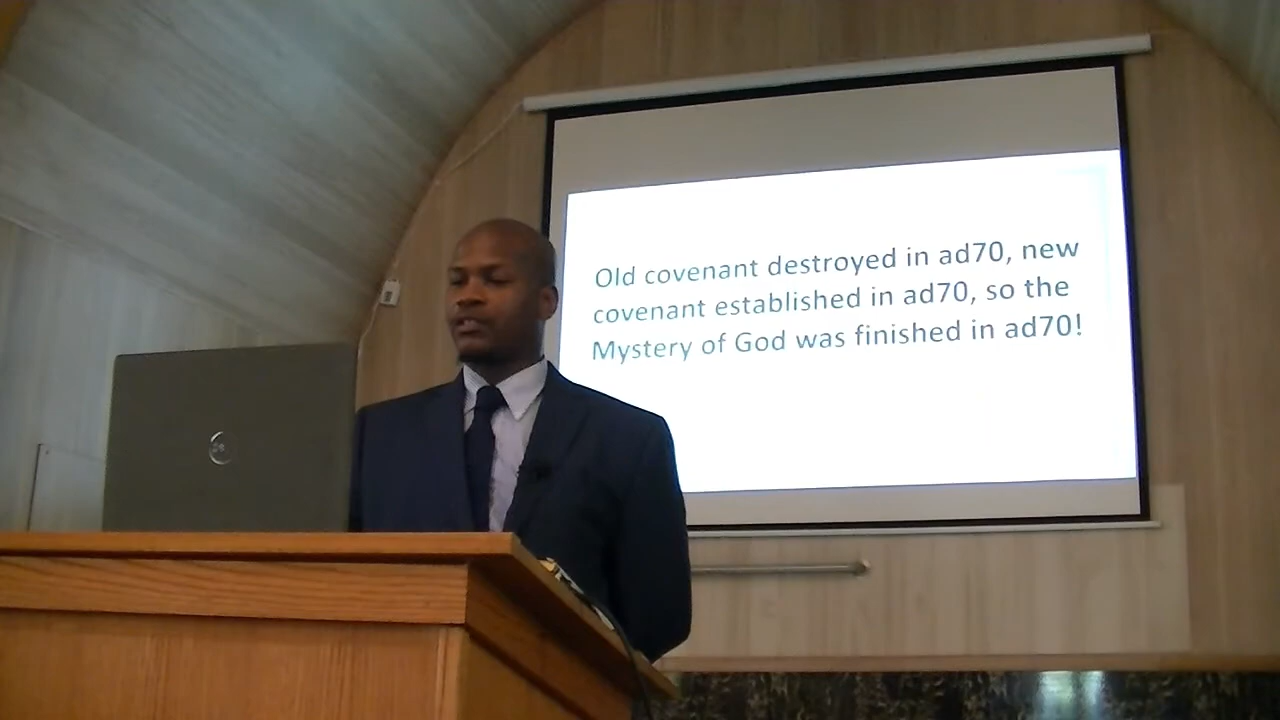 Old covenant destroyed in ad70, new
covenant established in ad70, so the
Mystery of God was finished in ad70!